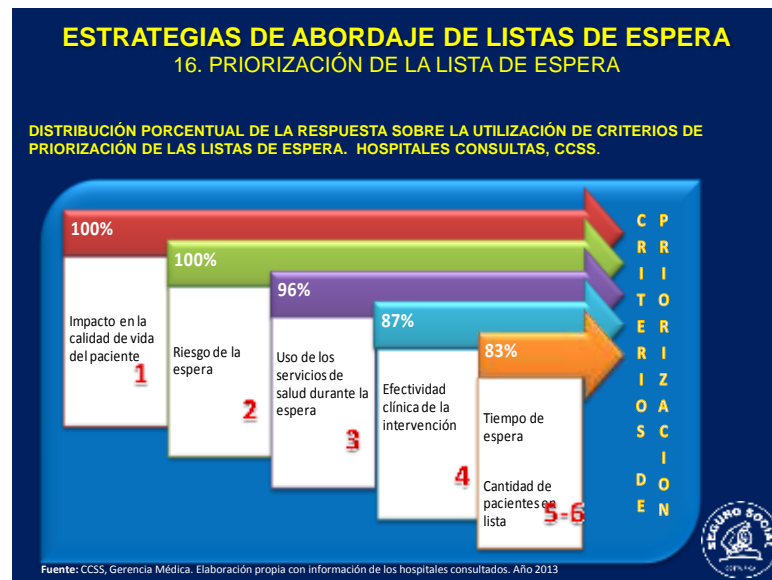 ESTRATEGIAS DE ABORDAJE DE LISTAS DE ESPERA
16. PRIORIZACIÓN DE LA LISTA DE ESPERA
DISTRIBUCIÓN PORCENTUAL DE LA RESPUESTA SOBRE LA UTILIZACIÓN DE CRITERIOS DE
PRIORIZACIÓN DE LAS LISTAS DE ESPERA. HOSPITALES CONSULTAS, CCSS.
100%
Impacto en la
calidad de vida
del paciente
1
100%
Riesgo de la
espera
2
96%
Uso de los
servicios de
salud durante la
espera
3
87%
Efectividad
clínica de la
intervención
4
83%
Tiempo de
espera
Cantidad de
pacientes en
lista
5-6
CRITERIOS DE
PRIORIZACION
SEGURO SOCIAL
COSTA RICA
Fuente: CCSS, Gerencia Médica. Elaboración propia con información de los hospitales consultados. Año 2013